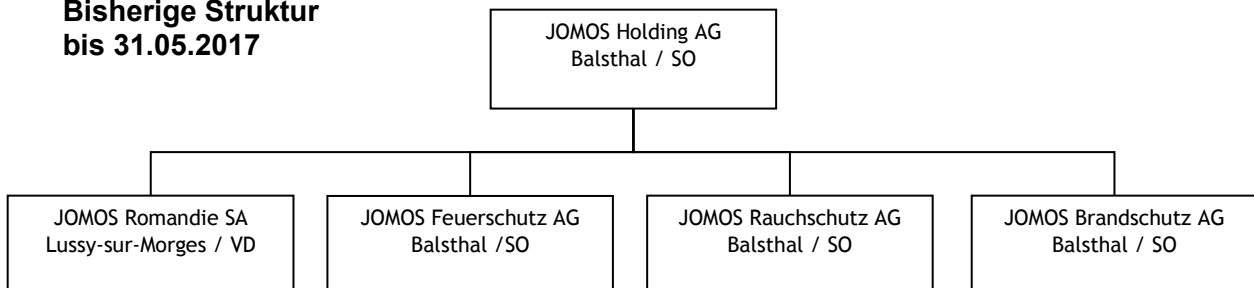 Bisherige Struktur
bis 31.05.2017
JOMOS Holding AG
Balsthal / SO
JOMOS Romandie SA
Lussy-sur-Morges / VD
JOMOS Feuerschutz AG
Balsthal /SO
JOMOS Rauchschutz AG
Balsthal / SO
JOMOS Brandschutz AG
Balsthal / SO